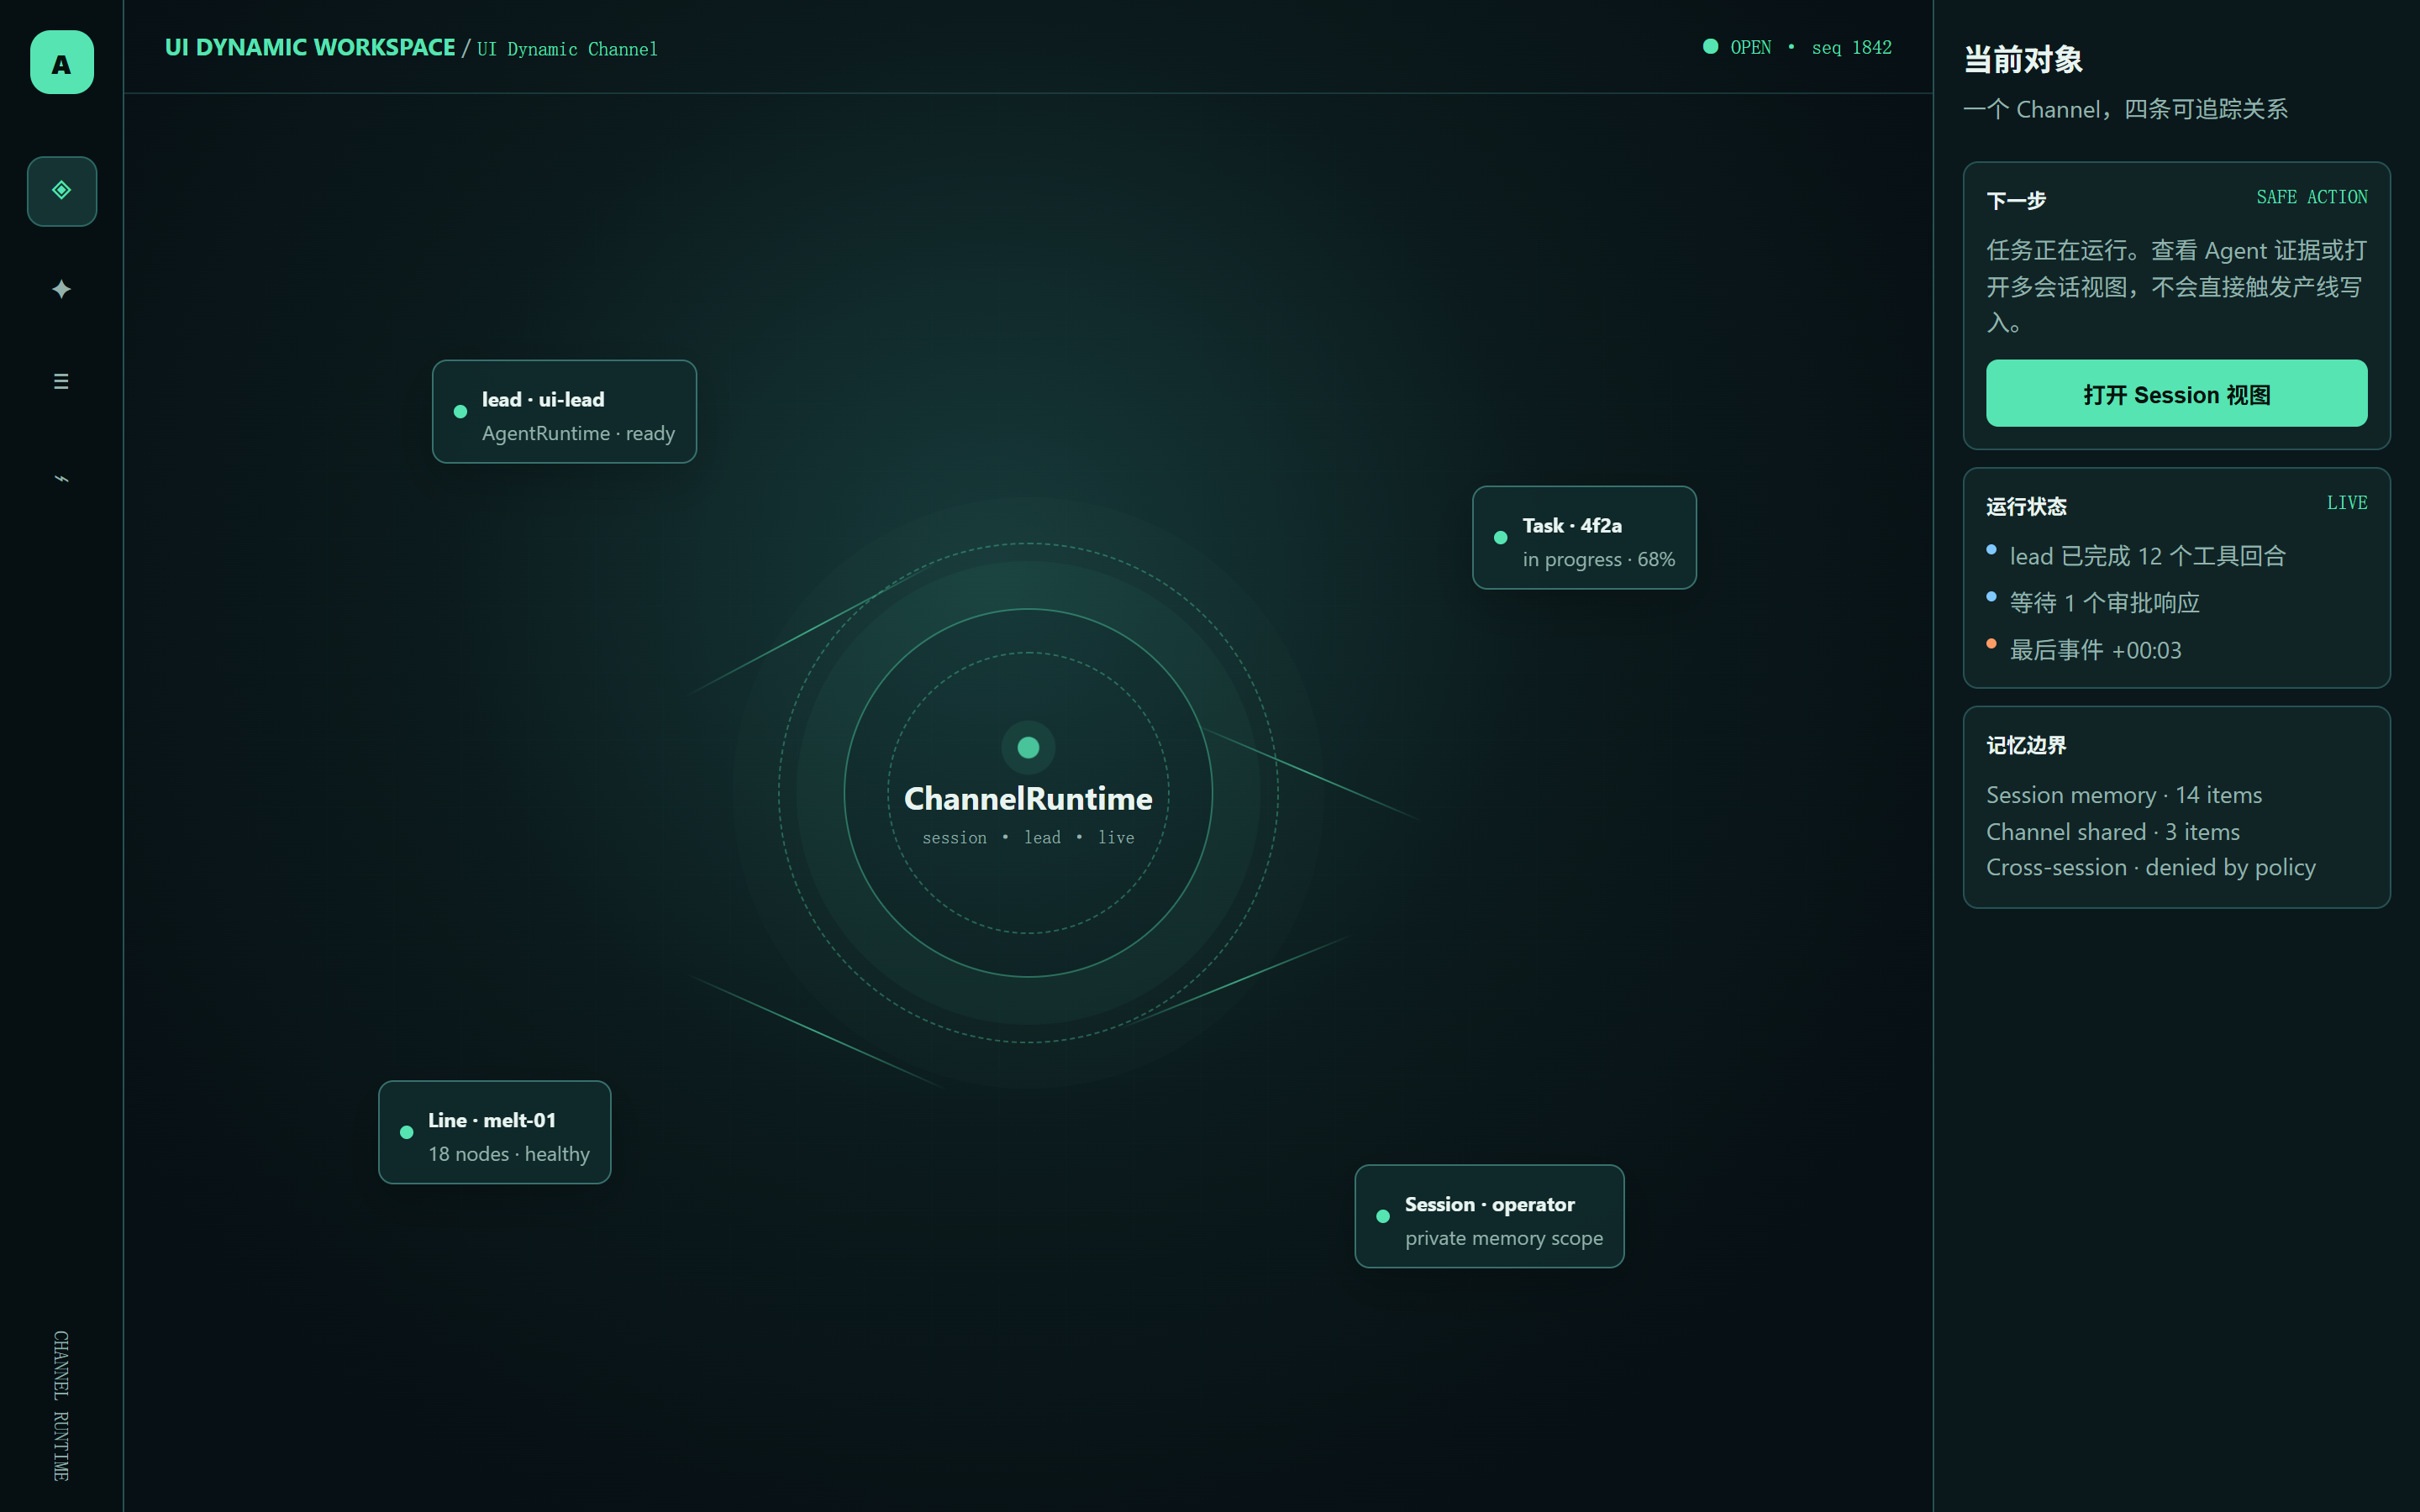 A
UI DYNAMIC WORKSPACE / UI Dynamic Channel
OPEN • seq 1842
lead · ui-lead
AgentRuntime · ready
Task · 4f2a
in progress · 68%
ChannelRuntime
session • lead • live
Line · melt-01
18 nodes · healthy
Session · operator
private memory scope
CHANNEL RUNTIME
当前对象
一个 Channel，四条可追踪关系
下一步
SAFE ACTION
任务正在运行。查看 Agent 证据或打
开多会话视图，不会直接触发产线写
入。
打开 Session 视图
运行状态
LIVE
lead 已完成 12 个工具回合
等待 1 个审批响应
最后事件 +00:03
记忆边界
Session memory · 14 items
Channel shared · 3 items
Cross-session · denied by policy